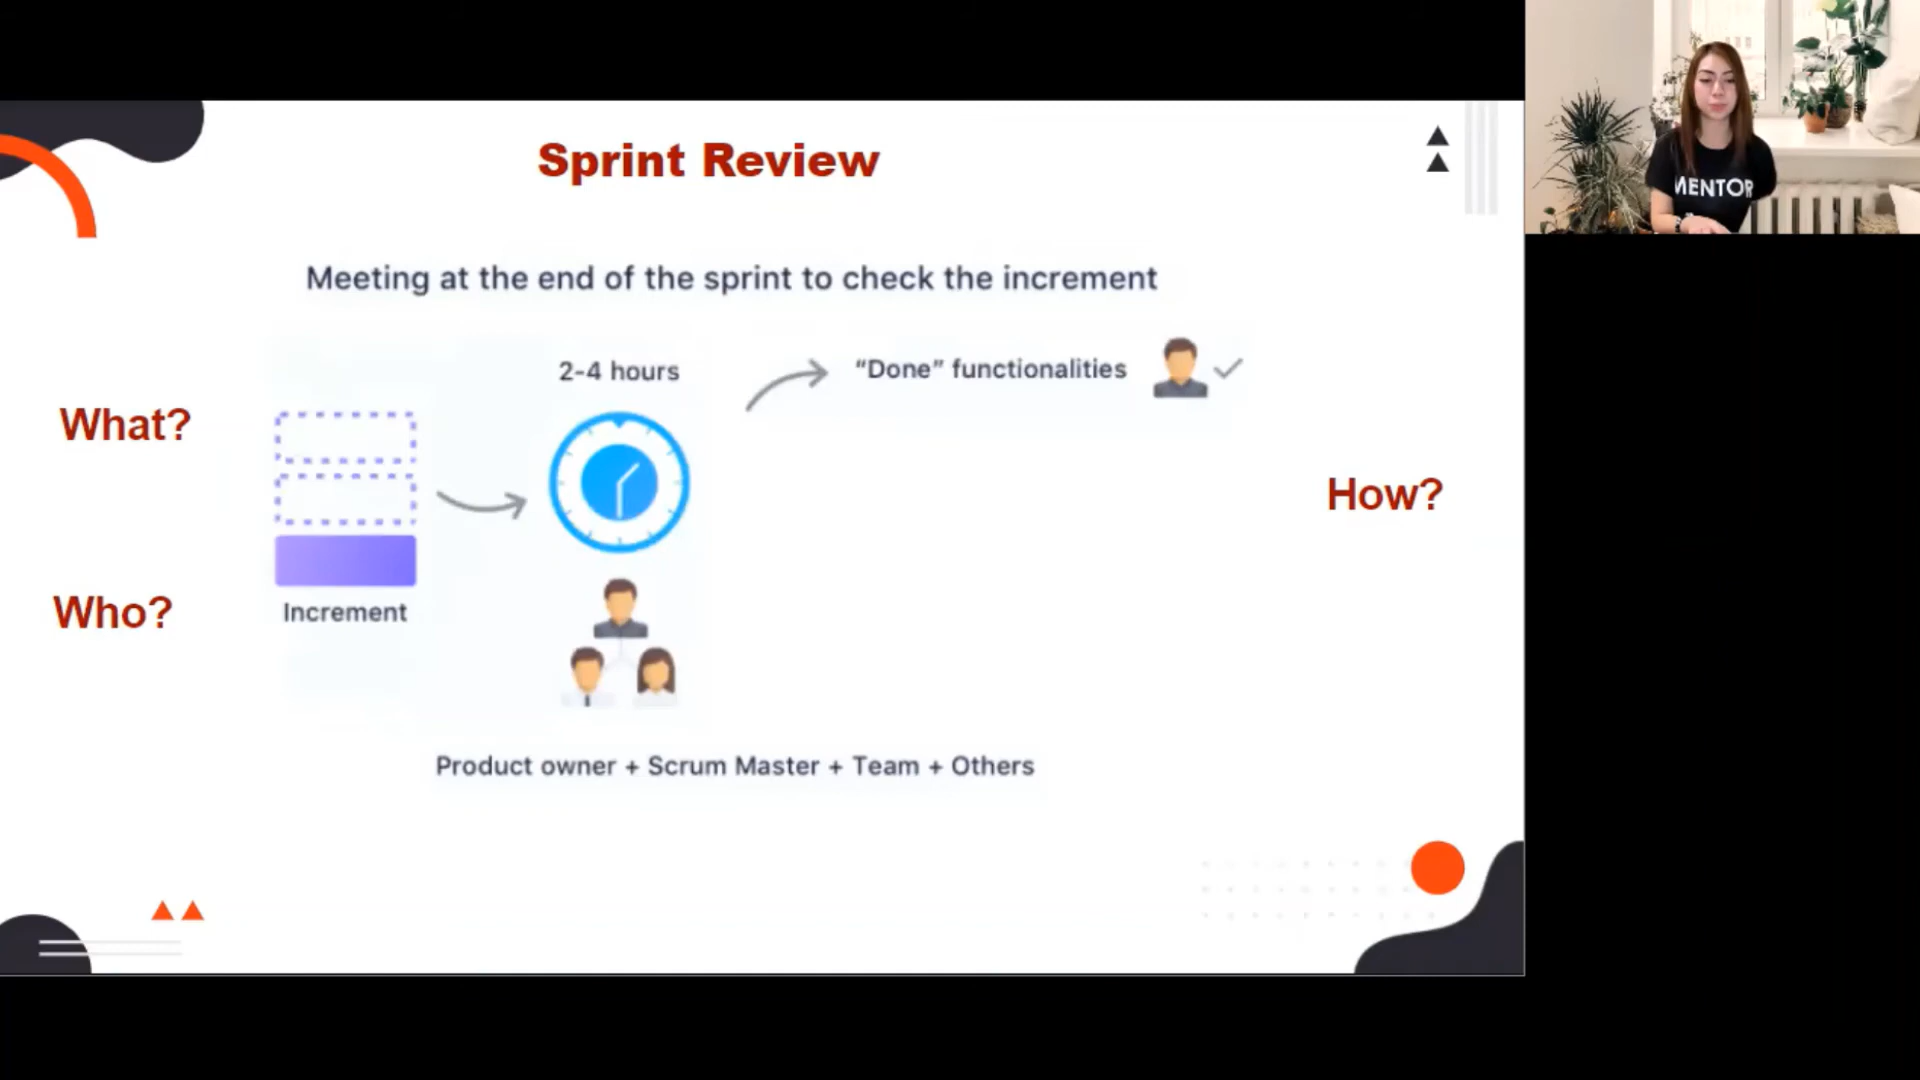 Sprint Review
Meeting at the end of the sprint to check the increment
2-4 hours
“Done” functionalities
What?
How?
Who?
Increment
Product owner + Scrum Master + Team + Others
MENTOR